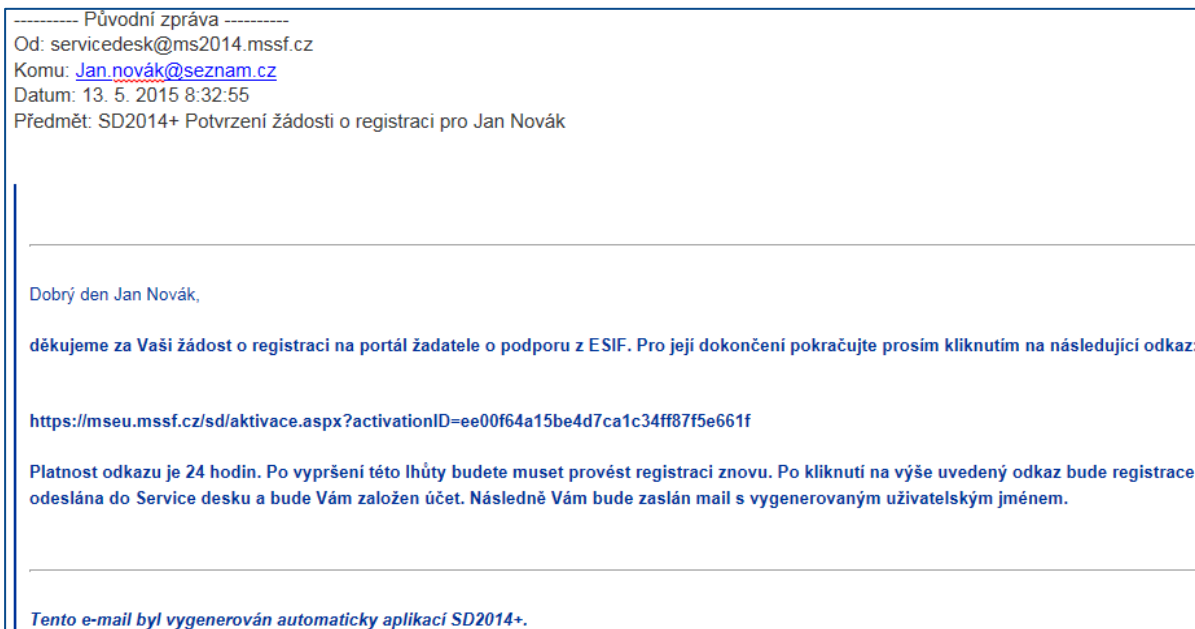 ---------- Původní zpráva ----------
Od: servicedesk@ms2014.mssf.cz
Komu: Jan.novák@seznam.cz
Datum: 13. 5. 2015 8:32:55
Předmět: SD2014+ Potvrzení žádosti o registraci pro Jan Novák
Dobrý den Jan Novák,
děkujeme za Vaši žádost o registraci na portál žadatele o podporu z ESIF. Pro její dokončení pokračujte prosím kliknutím na následující odkaz:
https://mseu.mssf.cz/sd/aktivace.aspx?activationID=ee00f64a15be4d7ca1c34ff87f5e661f
Platnost odkazu je 24 hodin. Po vypršení této lhůty budete muset provést registraci znovu. Po kliknutí na výše uvedený odkaz bude registrace
odeslána do Service desku a bude Vám založen účet. Následně Vám bude zaslán mail s vygenerovaným uživatelským jménem.
Tento e-mail byl vygenerován automaticky aplikací SD2014+.